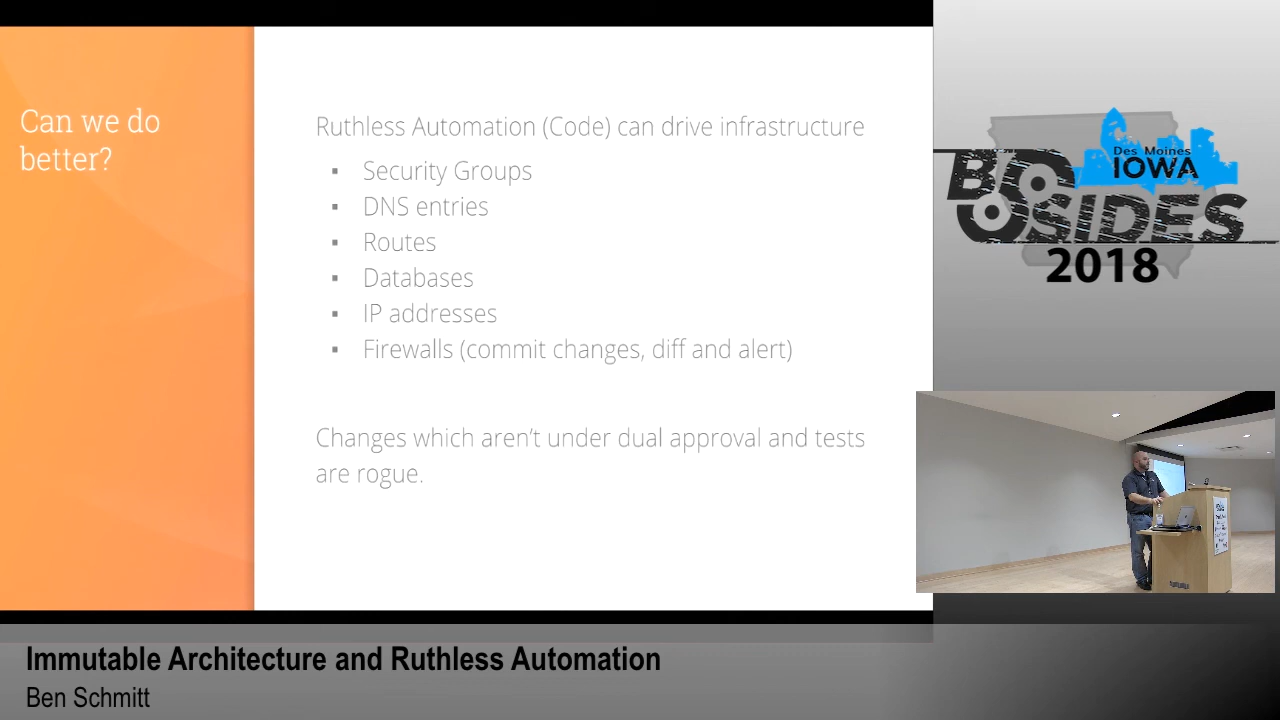 Can we do
better?
Ruthless Automation (Code) can drive infrastructure
▪ Security Groups
▪ DNS entries
▪ Routes
▪ Databases
▪ IP addresses
▪ Firewalls (commit changes, diff and alert)
Changes which aren't under dual approval and tests
are rogue.
Des Moines
IOWA
BSIDES
2018
Immutable Architecture and Ruthless Automation
Ben Schmitt